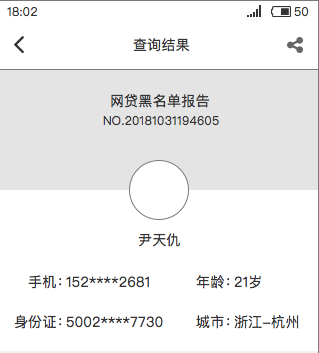 18:02 50
查询结果
网贷黑名单报告
NO.20181031194605
尹天仇
手机：152****2681 年龄：21岁
身份证：5002****7730 城市：浙江-杭州